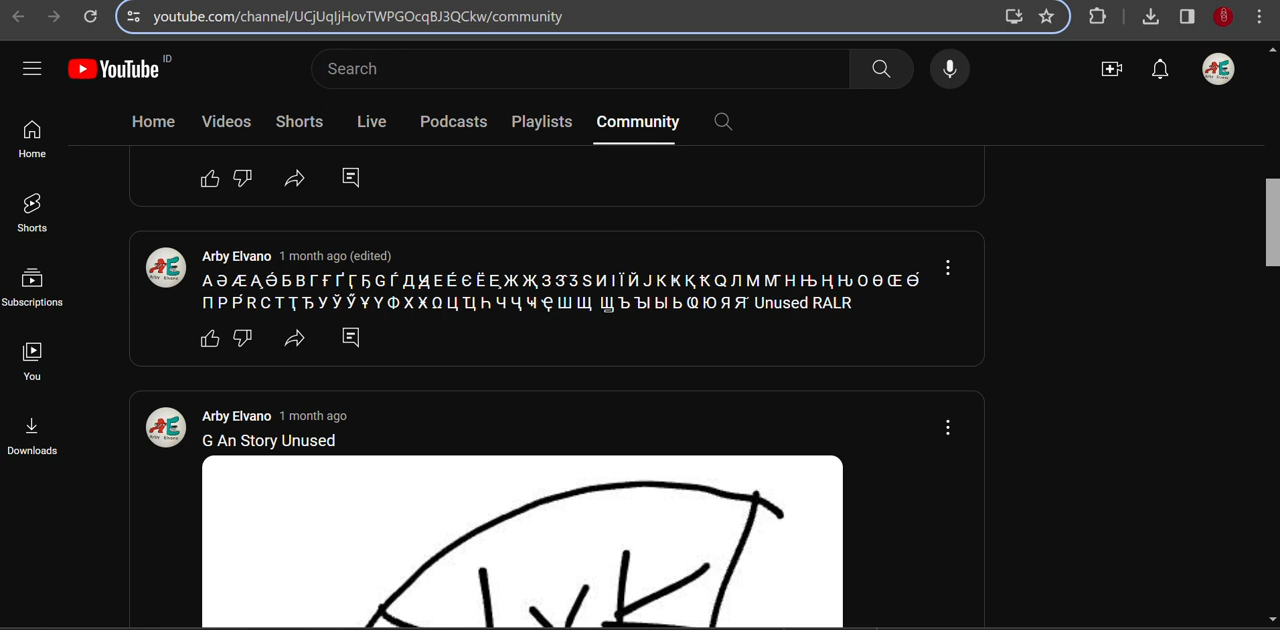 youtube.com/channel/UCjUqIjHovTWPGOcqBJ3QCkw/community
YouTube ID
Search
Home Videos Shorts Live Podcasts Playlists Community
Home
Shorts
Subscriptions
You
Downloads
Arby Elvano 1 month ago (edited)
А Ә Æ Ą Ә́ Б В Г Ғ Ґ Ӷ Ҕ G Ѓ Д Е É Є Ё Ж Җ З Ӡ Ѕ И І Ї Й Ј К Ҝ Қ Ҡ Q Л М Н Њ Ң О Ө Œ Ө́
П Р R С Т Ҭ Ђ У Ў Ӳ Ұ Ү Ф Х Ӿ Ω Ц Һ Ч Ҷ Ҹ Ш Щ Ъ Ы Ь Ҩ Ю Я Unused RALR
Arby Elvano 1 month ago
G An Story Unused